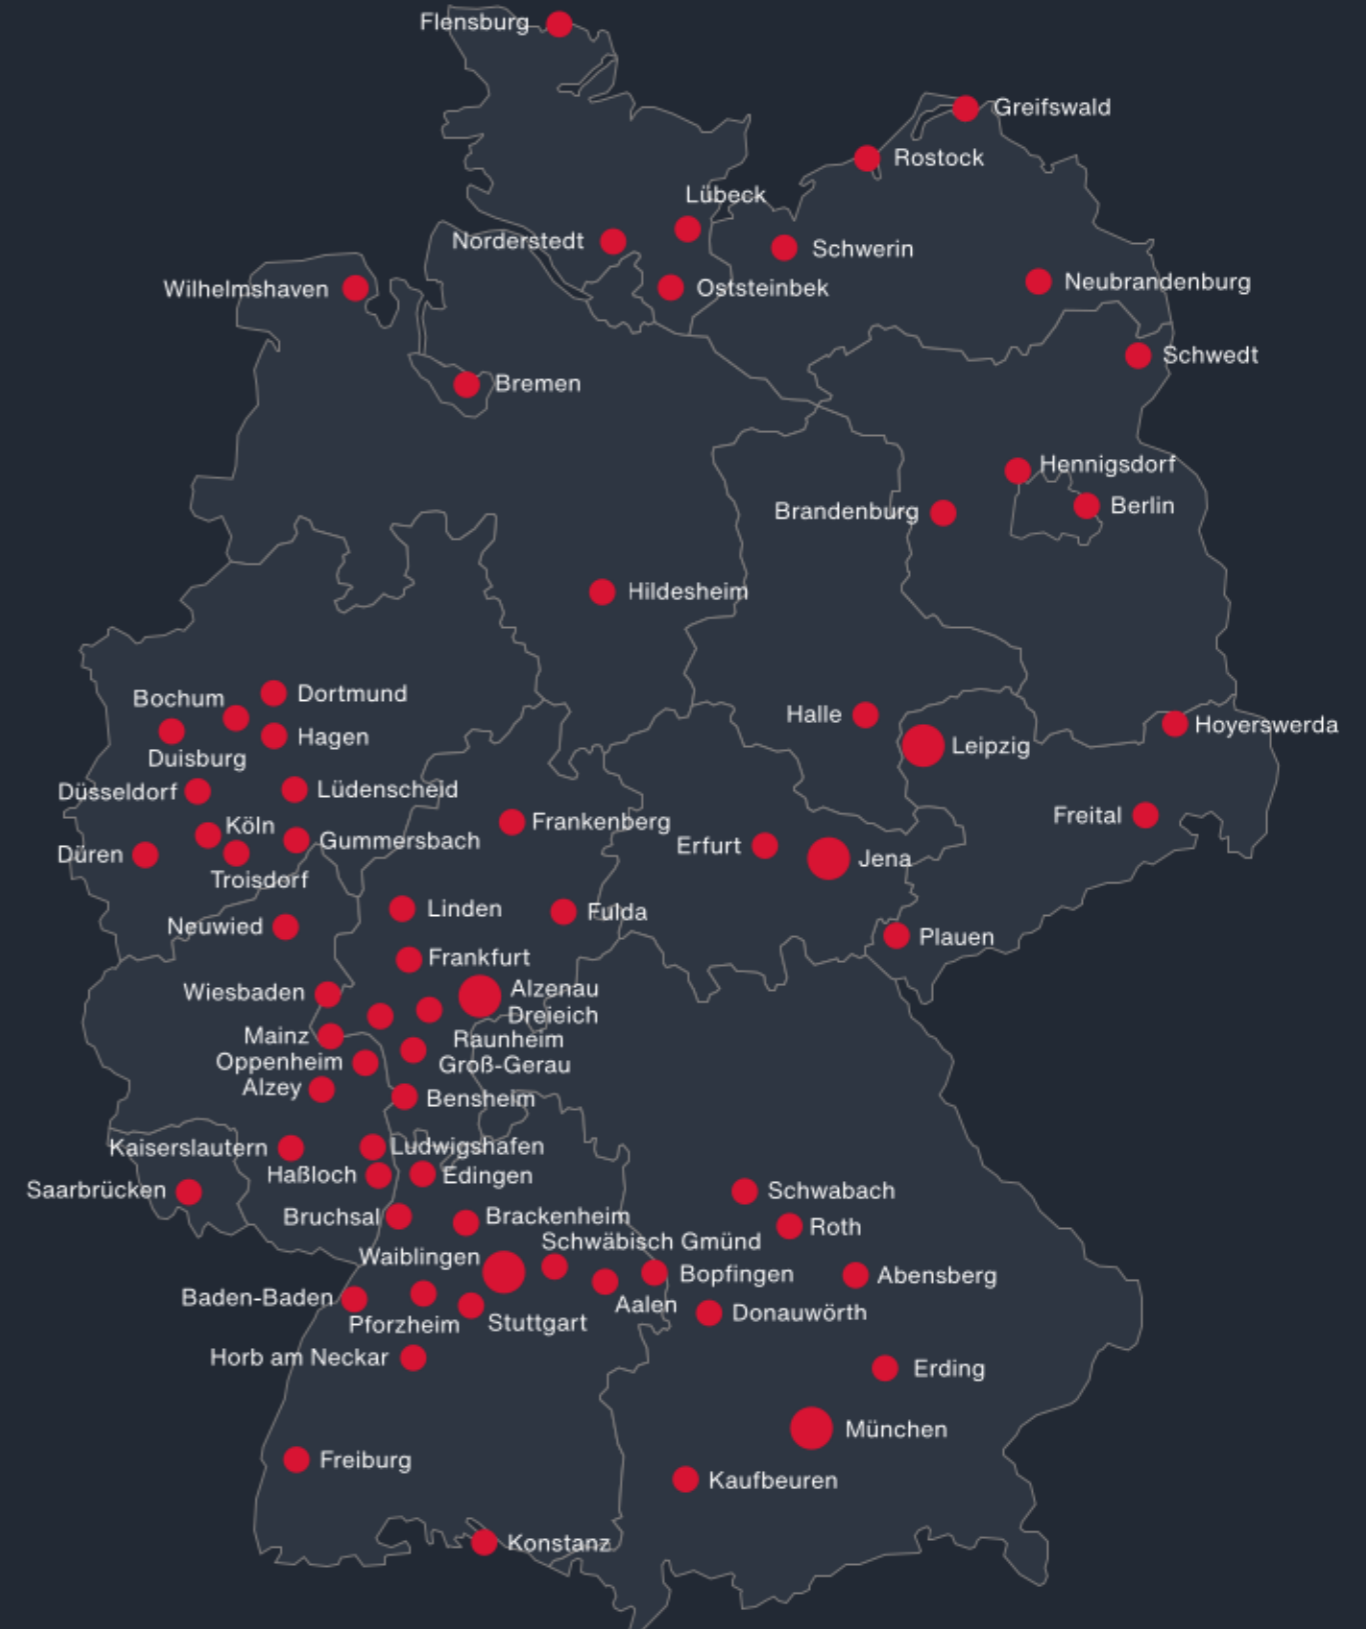 Flensburg
Greifswald
Rostock
Lübeck
Norderstedt
Schwerin
Wilhelmshaven
Oststeinbek
Neubrandenburg
Schwedt
Bremen
Hennigsdorf
Berlin
Brandenburg
Hildesheim
Dortmund
Bochum
Halle
Hoyerswerda
Hagen
Leipzig
Duisburg
Düsseldorf
Lüdenscheid
Freital
Frankenberg
Köln
Gummersbach
Erfurt
Düren
Jena
Troisdorf
Linden
Fulda
Neuwied
Plauen
Frankfurt
Alzenau
Wiesbaden
Dreieich
Mainz
Raunheim
Oppenheim
Groß-Gerau
Alzey
Bensheim
Kaiserslautern
Ludwigshafen
Haßloch
Edingen
Saarbrücken
Schwabach
Bruchsal
Brackenheim
Roth
Schwäbisch Gmünd
Waiblingen
Bopfingen
Abensberg
Baden-Baden
Aalen
Donauwörth
Pforzheim
Stuttgart
Horb am Neckar
Erding
München
Freiburg
Kaufbeuren
Konstanz